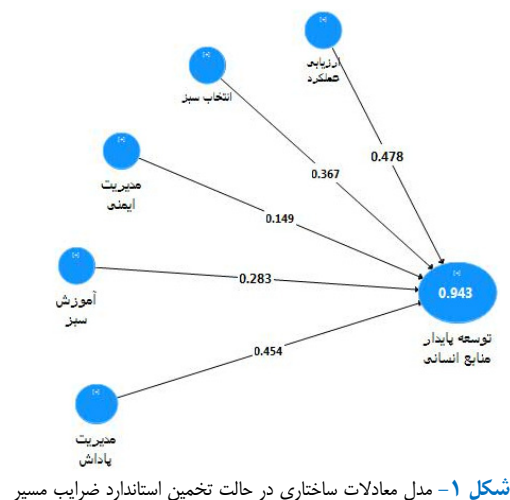 ارزیابی
عملکرد
انتخاب سبز
0.478
0.367
مدیریت
ایمنی
0.149
آموزش
سبز
0.283
0.943
توسعه پایدار
منابع انسانی
0.454
مدیریت
پاداش
شکل ۱- مدل معادلات ساختاری در حالت تخمین استاندارد ضرایب مسیر